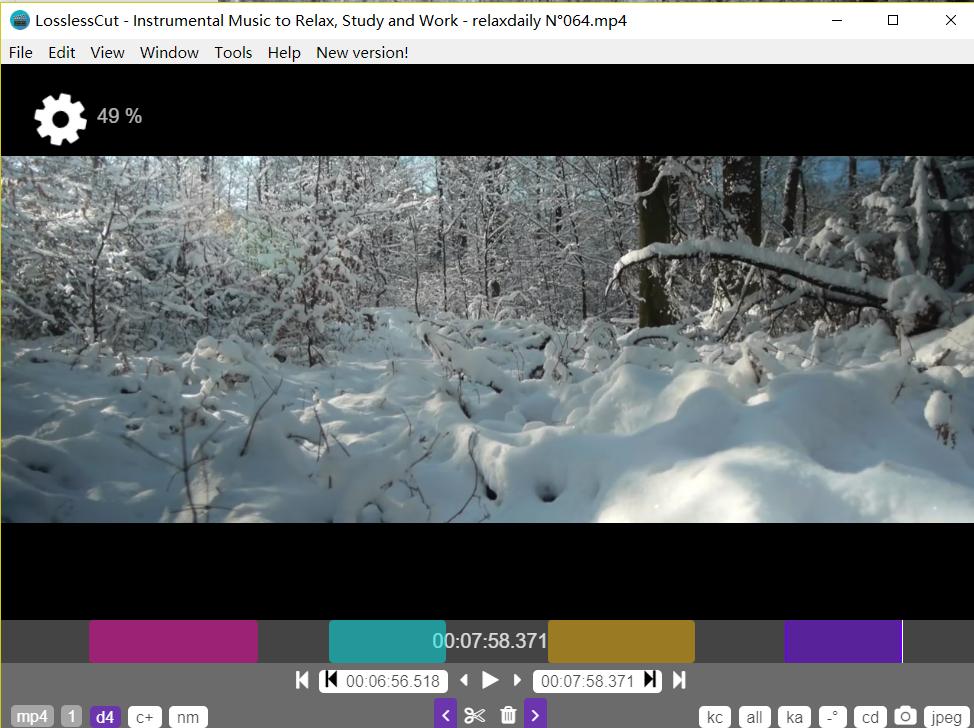 LosslessCut - Instrumental Music to Relax, Study and Work - relaxdaily N°064.mp4
File Edit View Window Tools Help New version!
49 %
00:07:58.371
00:06:56.518 00:07:58.371
mp4 1 d4 c+ nm kc all ka -° cd jpeg